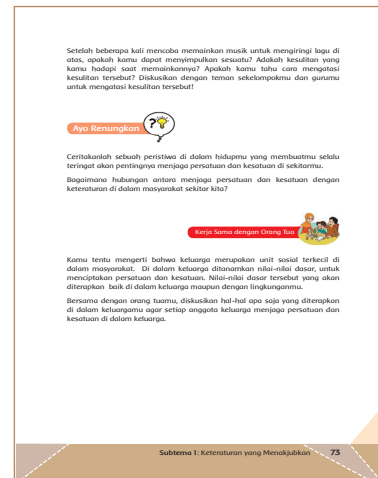 Setelah beberapa kali mencoba memainkan musik untuk mengiringi lagu di
atas, apakah kamu dapat menyimpulkan sesuatu? Adakah kesulitan yang
kamu hadapi saat memainkannya? Apakah kamu tahu cara mengatasi
kesulitan tersebut? Diskusikan dengan teman sekelompokmu dan gurumu
untuk mengatasi kesulitan tersebut!
Ayo Renungkan
Ceritakanlah sebuah peristiwa di dalam hidupmu yang membuatmu selalu
teringat akan pentingnya menjaga persatuan dan kesatuan di sekitarmu.
Bagaimana hubungan antara menjaga persatuan dan kesatuan dengan
keteraturan di dalam masyarakat sekitar kita?
Kerja Sama dengan Orang Tua
Kamu tentu mengerti bahwa keluarga merupakan unit sosial terkecil di
dalam masyarakat. Di dalam keluarga ditanamkan nilai-nilai dasar, untuk
menciptakan persatuan dan kesatuan. Nilai-nilai dasar tersebut yang akan
diterapkan baik di dalam keluarga maupun dengan lingkunganmu.
Bersama dengan orang tuamu, diskusikan hal-hal apa saja yang diterapkan
di dalam keluargamu agar setiap anggota keluarga menjaga persatuan dan
kesatuan di dalam keluarga.
Subtema 1: Keteraturan yang Menakjubkan 73